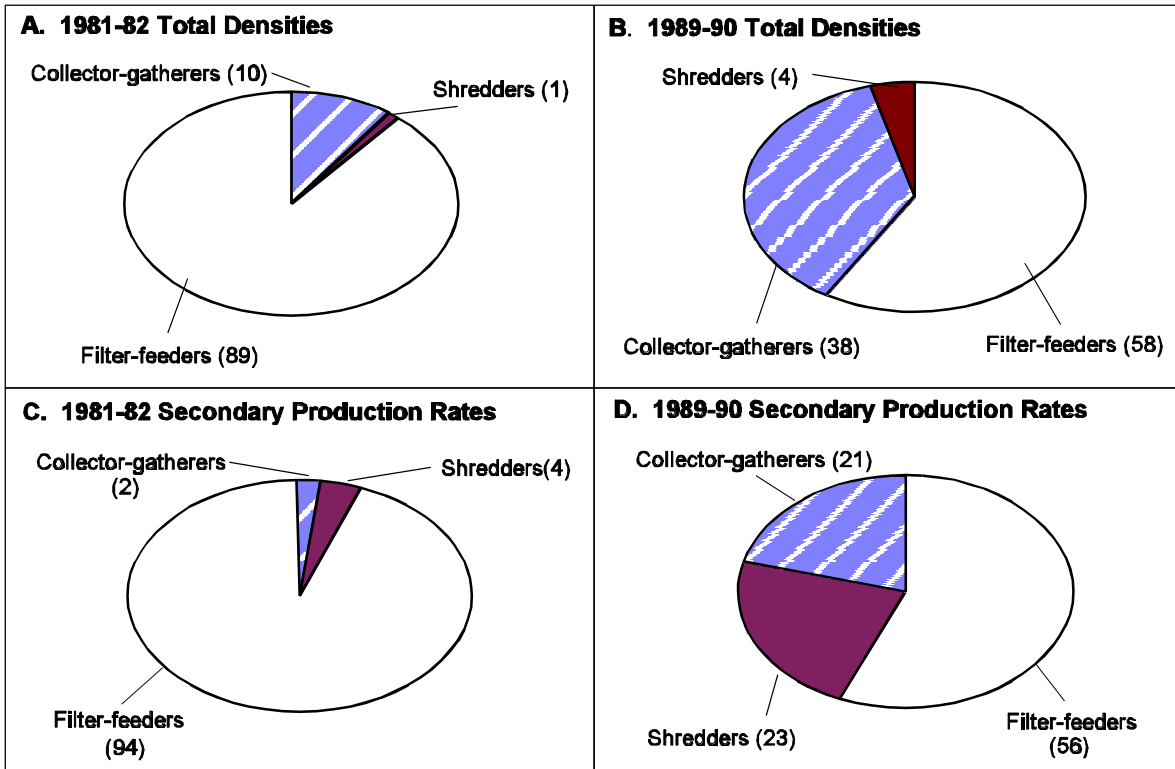 A. 1981-82 Total Densities
Collector-gatherers (10)
Shredders (1)
Filter-feeders (89)
B. 1989-90 Total Densities
Shredders (4)
Collector-gatherers (38)
Filter-feeders (58)
C. 1981-82 Secondary Production Rates
Collector-gatherers
(2)
Shredders(4)
Filter-feeders
(94)
D. 1989-90 Secondary Production Rates
Collector-gatherers (21)
Shredders (23)
Filter-feeders
(56)